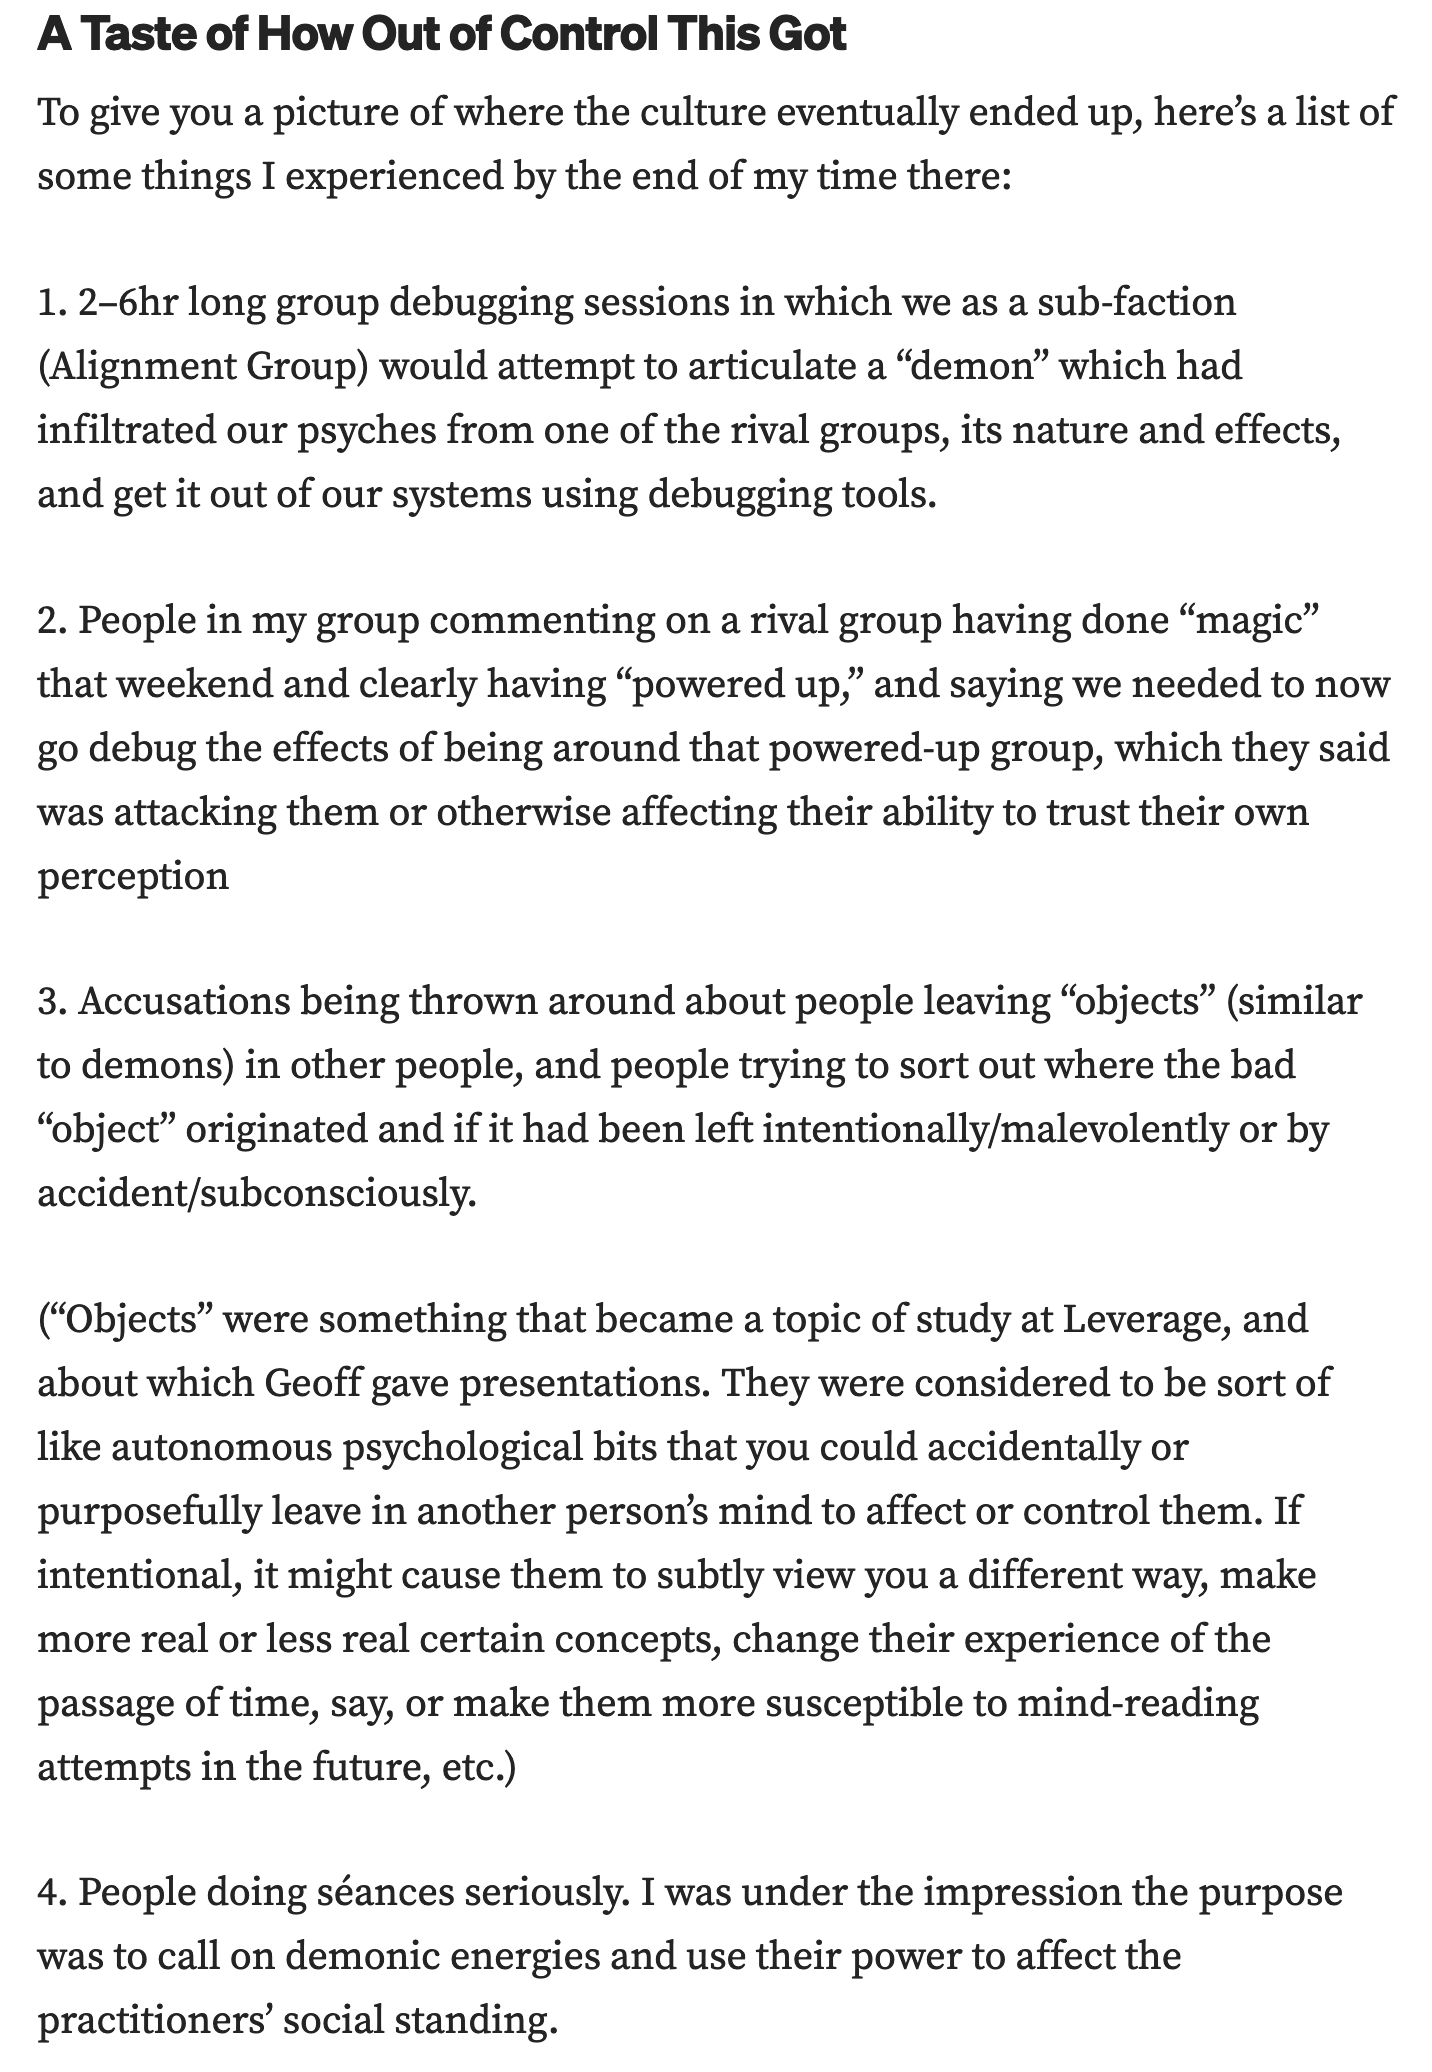 A Taste of How Out of Control This Got
To give you a picture of where the culture eventually ended up, here’s a list of
some things I experienced by the end of my time there:
1. 2–6hr long group debugging sessions in which we as a sub-faction
(Alignment Group) would attempt to articulate a “demon” which had
infiltrated our psyches from one of the rival groups, its nature and effects,
and get it out of our systems using debugging tools.
2. People in my group commenting on a rival group having done “magic”
that weekend and clearly having “powered up,” and saying we needed to now
go debug the effects of being around that powered-up group, which they said
was attacking them or otherwise affecting their ability to trust their own
perception
3. Accusations being thrown around about people leaving “objects” (similar
to demons) in other people, and people trying to sort out where the bad
“object” originated and if it had been left intentionally/malevolently or by
accident/subconsciously.
(“Objects” were something that became a topic of study at Leverage, and
about which Geoff gave presentations. They were considered to be sort of
like autonomous psychological bits that you could accidentally or
purposefully leave in another person’s mind to affect or control them. If
intentional, it might cause them to subtly view you a different way, make
more real or less real certain concepts, change their experience of the
passage of time, say, or make them more susceptible to mind-reading
attempts in the future, etc.)
4. People doing séances seriously. I was under the impression the purpose
was to call on demonic energies and use their power to affect the
practitioners’ social standing.